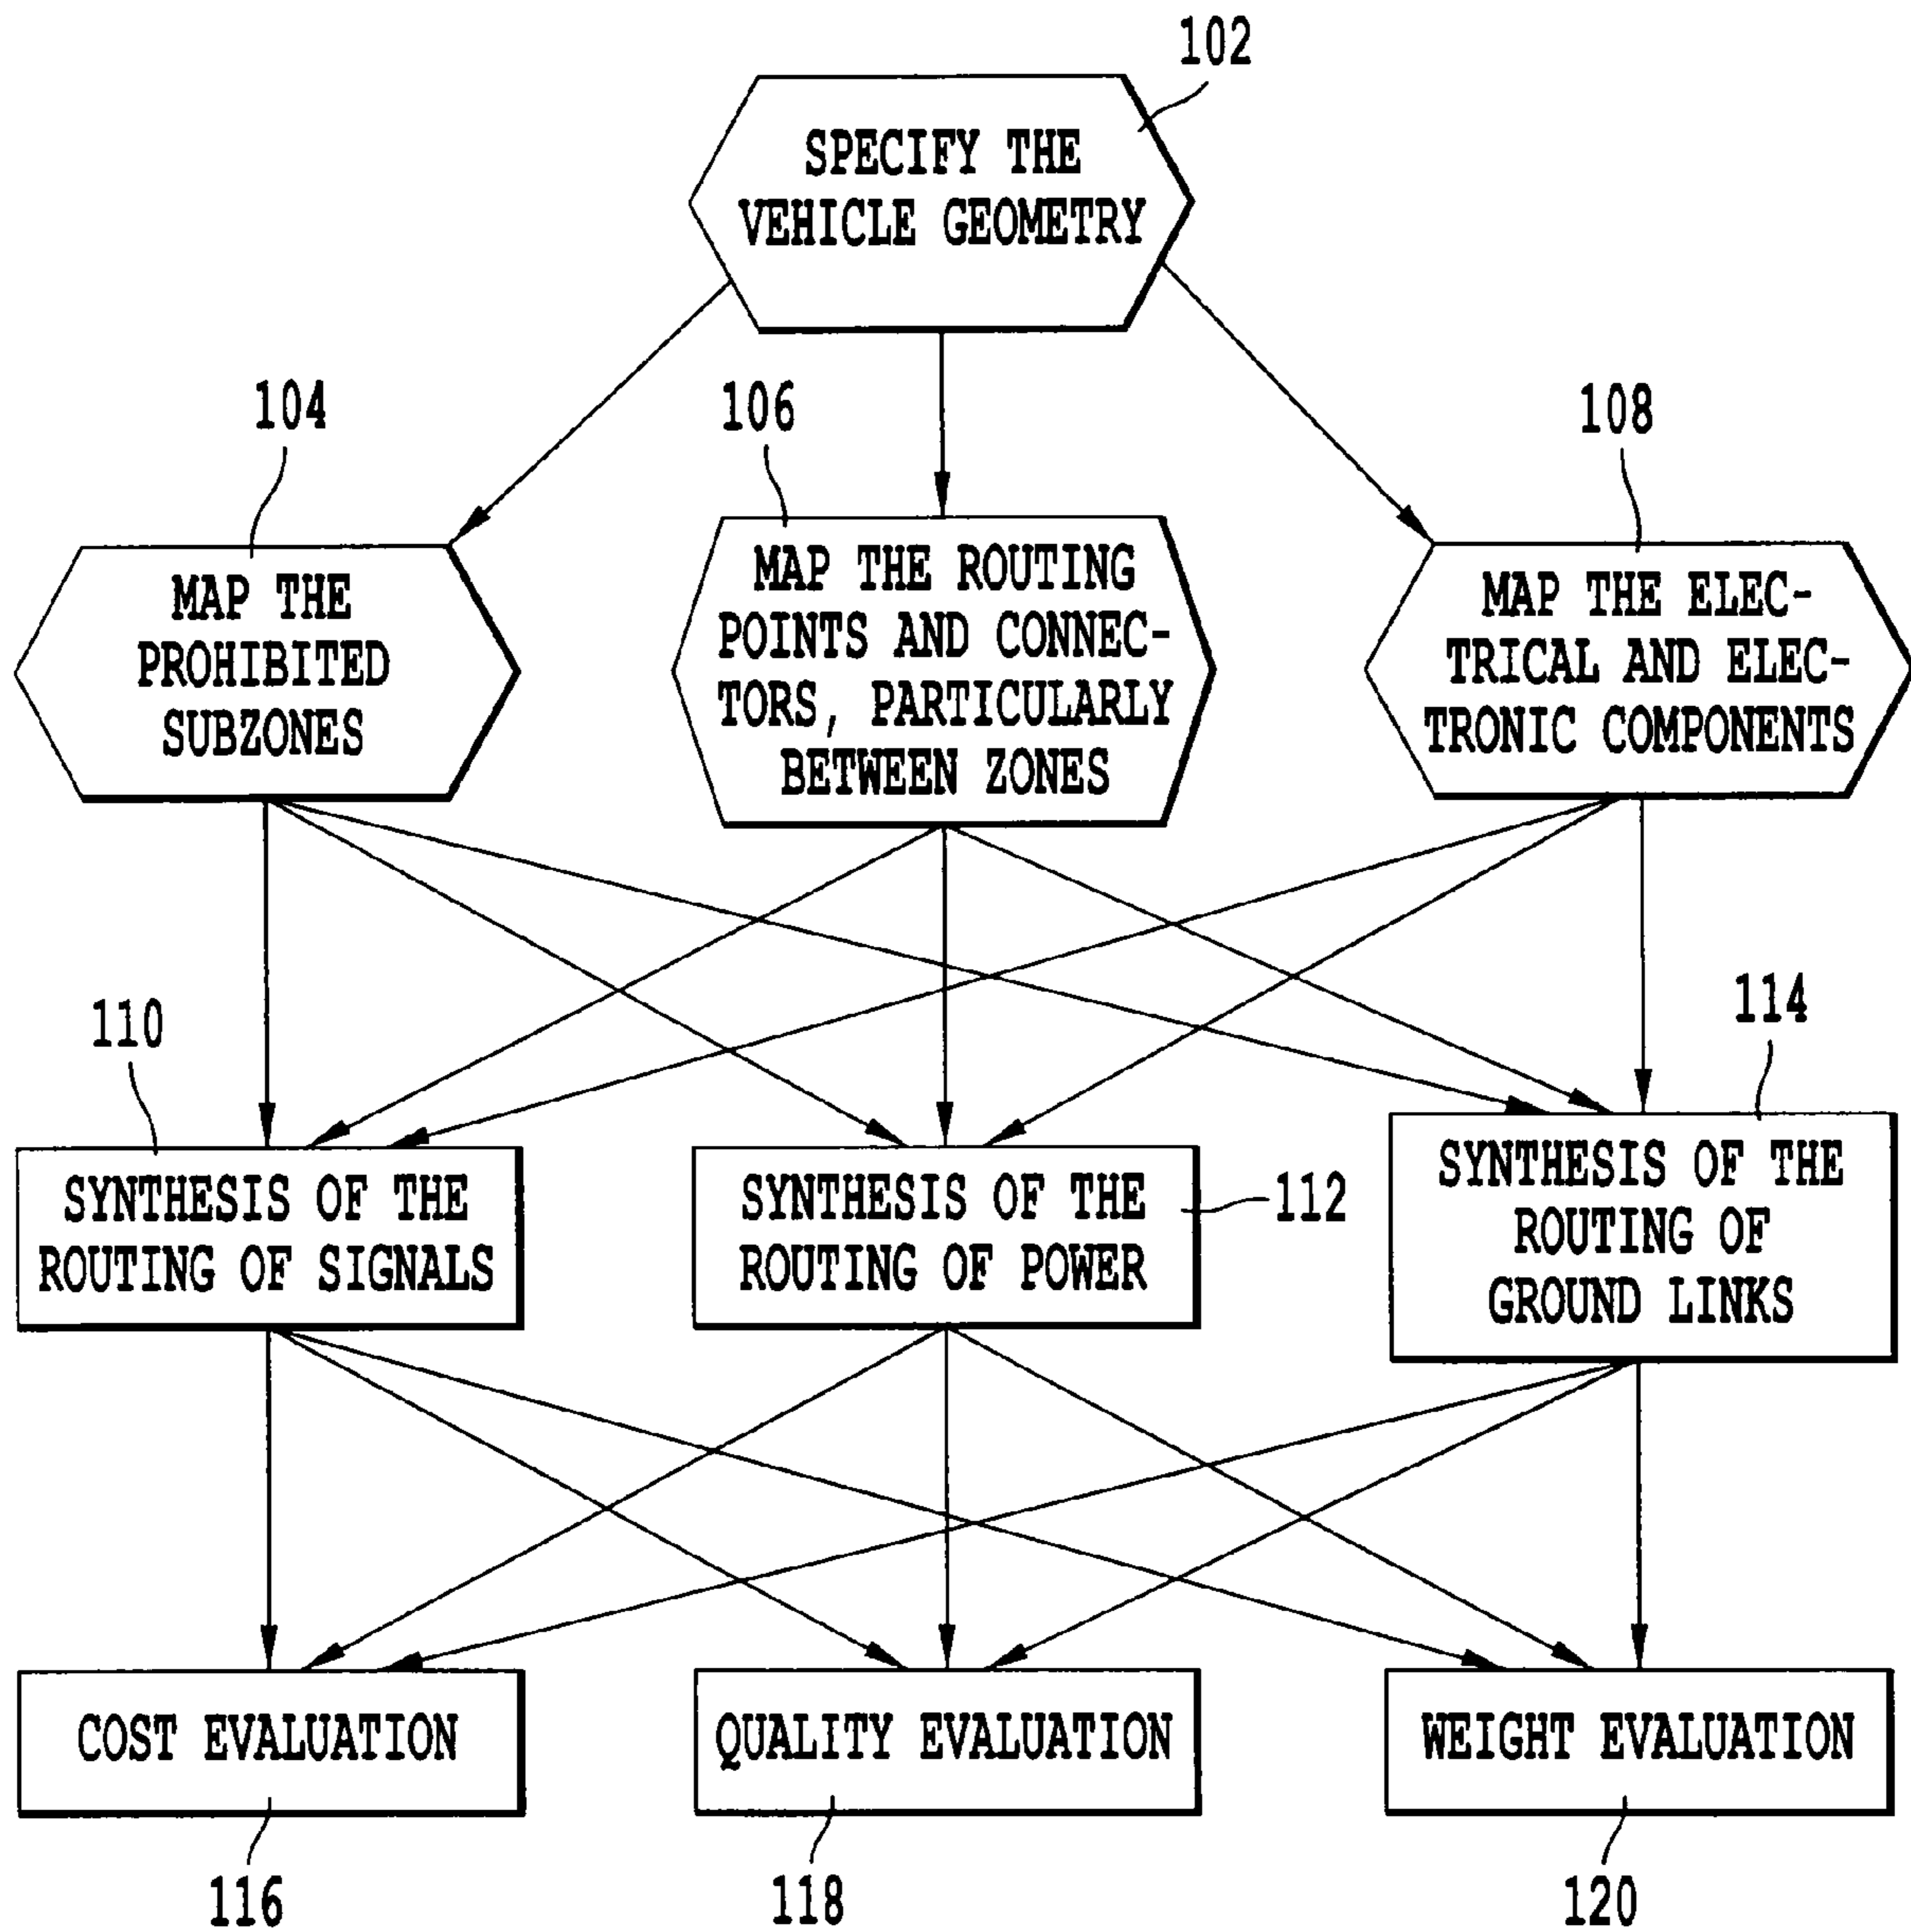 102
SPECIFY THE
VEHICLE GEOMETRY
104
106
108
MAP THE
PROHIBITED
SUBZONES
MAP THE ROUTING
POINTS AND CONNEC-
TORS, PARTICULARLY
BETWEEN ZONES
MAP THE ELEC-
TRICAL AND ELEC-
TRONIC COMPONENTS
110
114
SYNTHESIS OF THE
ROUTING OF SIGNALS
SYNTHESIS OF THE
ROUTING OF POWER
112
SYNTHESIS OF THE
ROUTING OF
GROUND LINKS
COST EVALUATION
QUALITY EVALUATION
WEIGHT EVALUATION
116
118
120